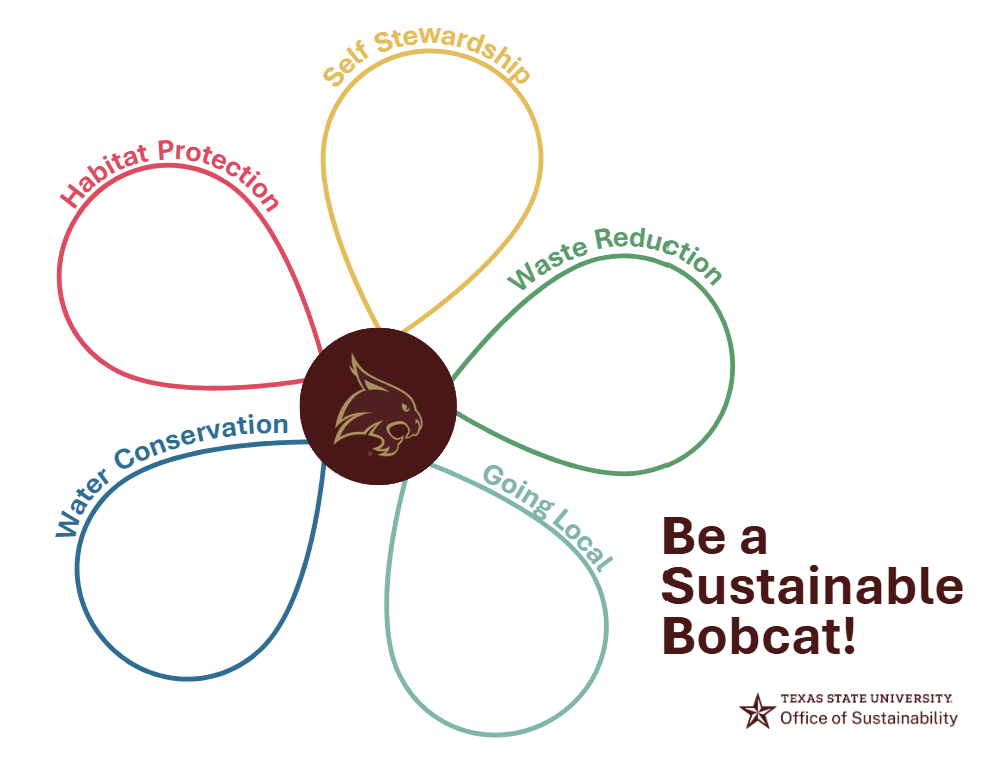 Self Stewardship
Habitat Protection
Waste Reduction
Water Conservation
Going Local
Be a
Sustainable
Bobcat!
TEXAS STATE UNIVERSITY
Office of Sustainability